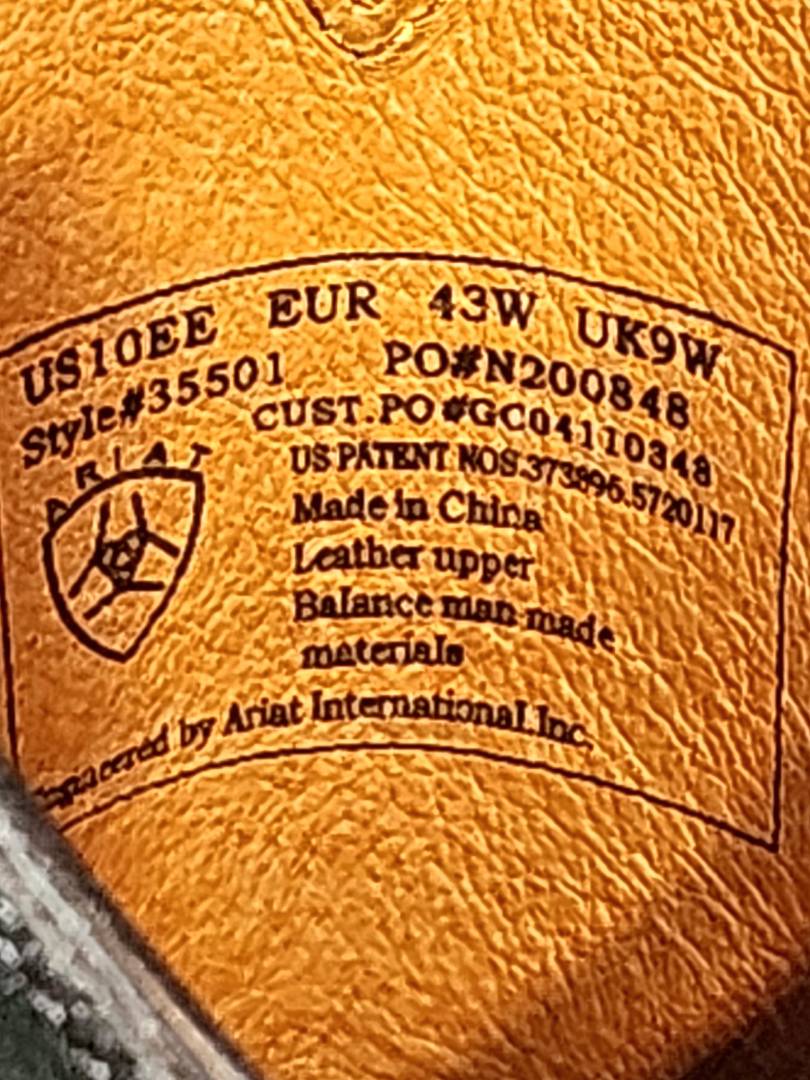 US10EE EUR 43W UK9W
Style#35501 PO#N200848
CUST.PO#GC04110348
ARIAT
US PATENT NOS.373896.5720117
Made in China
Leather upper
Balance man made
materials
by Ariat International.Inc.